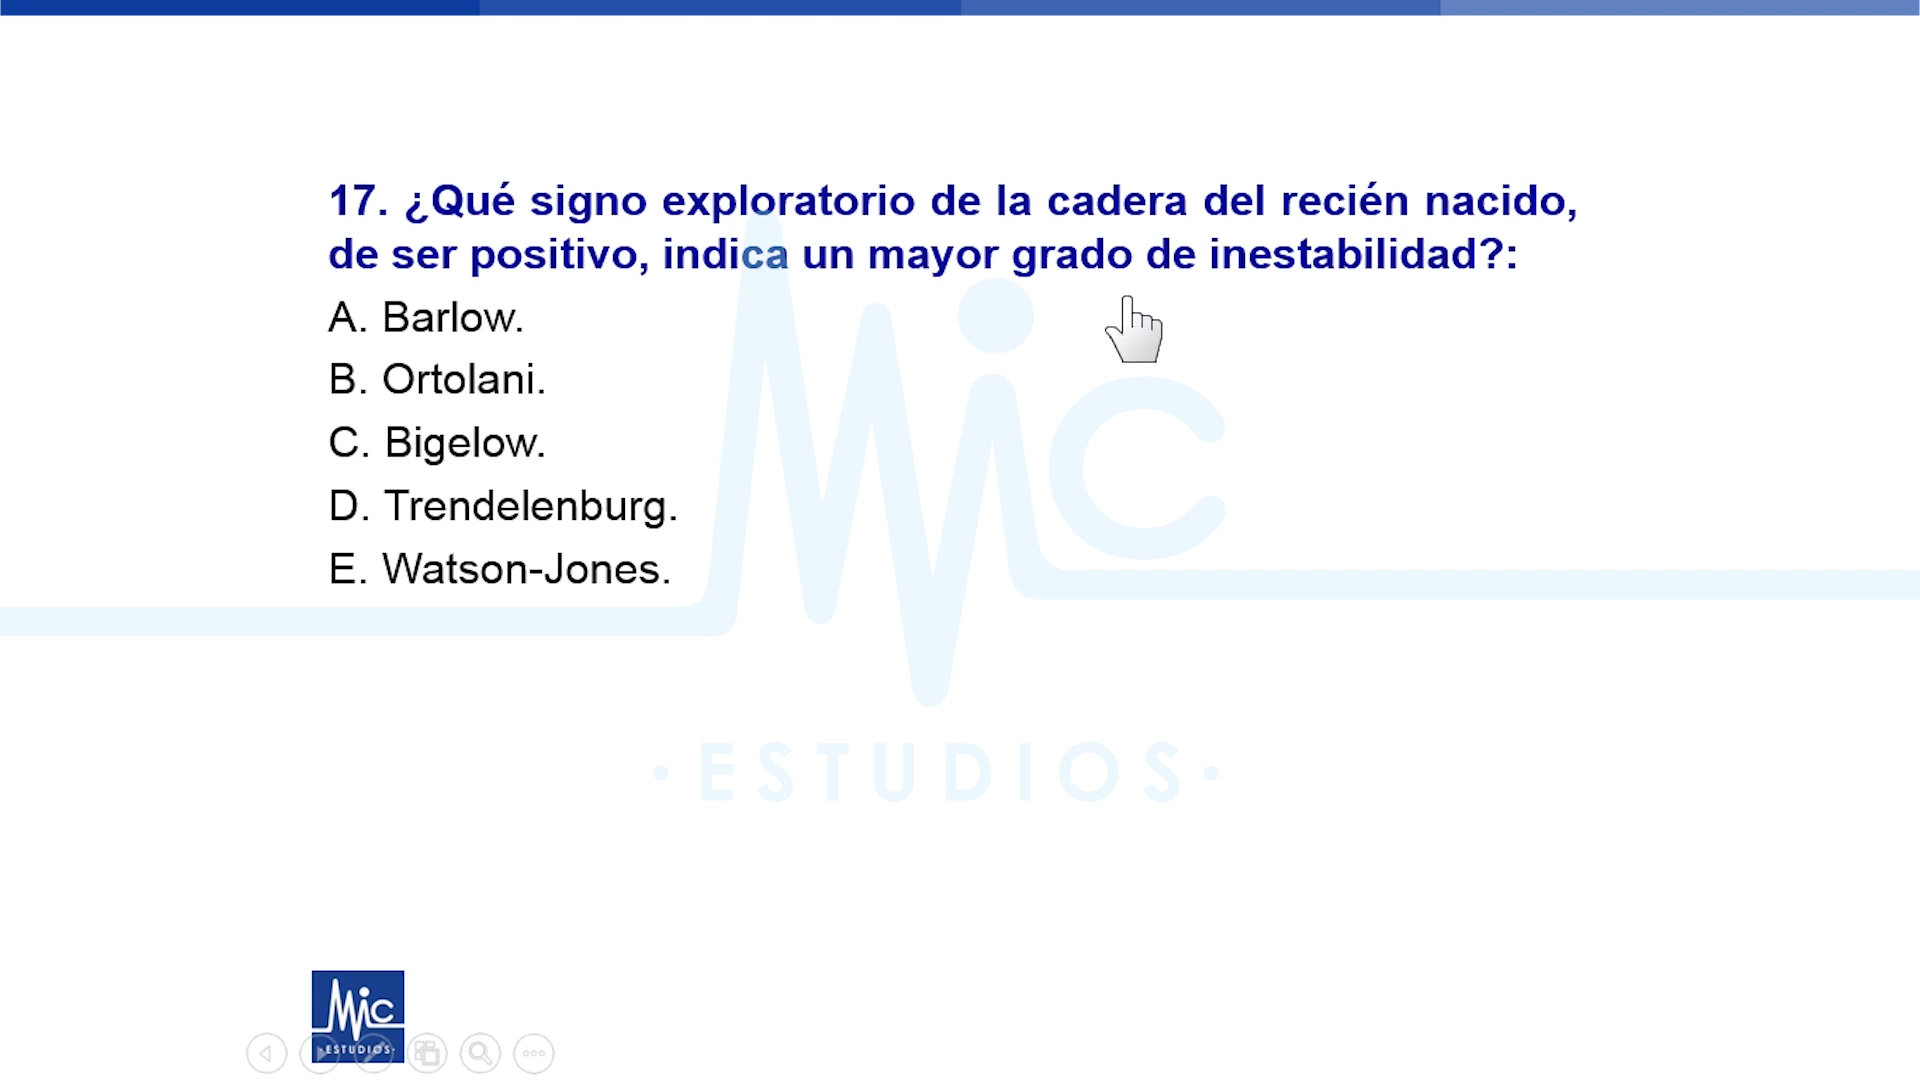 17. ¿Qué signo exploratorio de la cadera del recién nacido,
de ser positivo, indica un mayor grado de inestabilidad?:
A. Barlow.
B. Ortolani.
C. Bigelow.
D. Trendelenburg.
E. Watson-Jones.
Mic
· ESTUDIOS ·
Mic
·ESTUDIOS·